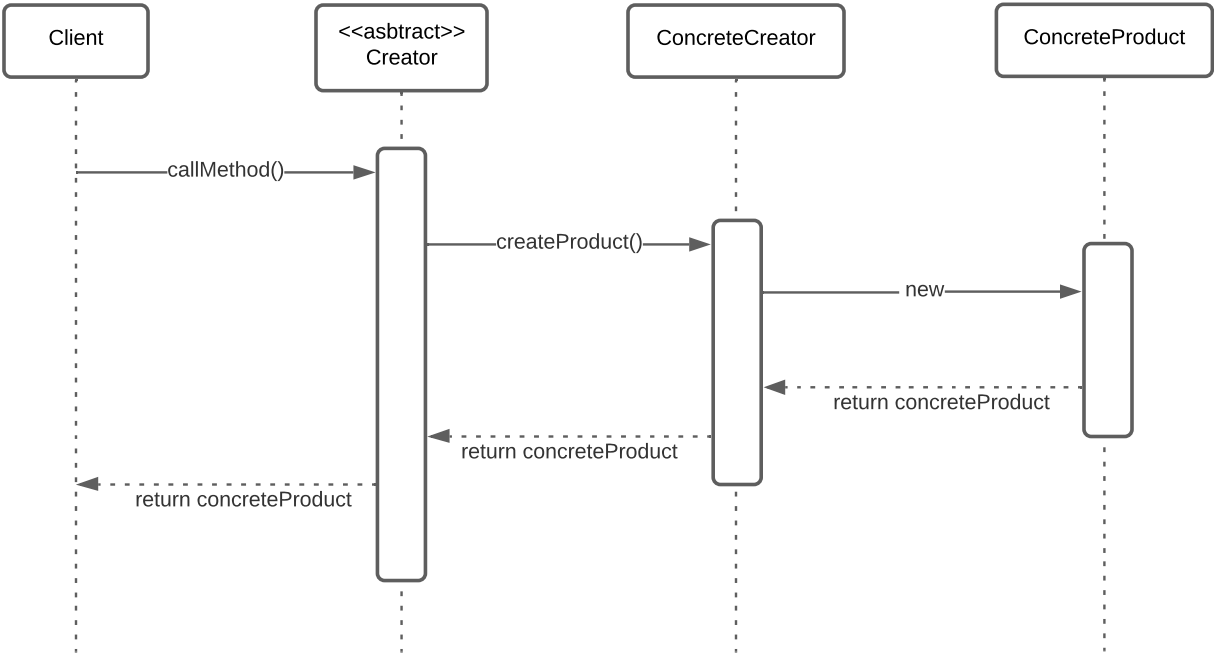 Client
<<asbtract>>
Creator
ConcreteCreator
ConcreteProduct
callMethod()
createProduct()
new
return concreteProduct
return concreteProduct
return concreteProduct